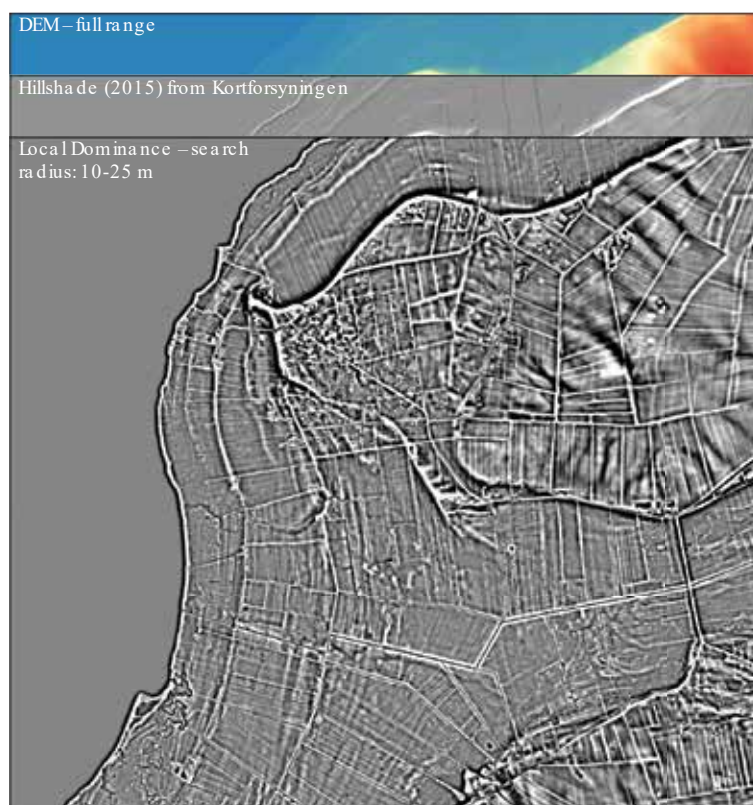 DEM – full range
Hillshade (2015) from Kortforsyningen
Local Dominance – search
radius: 10-25 m